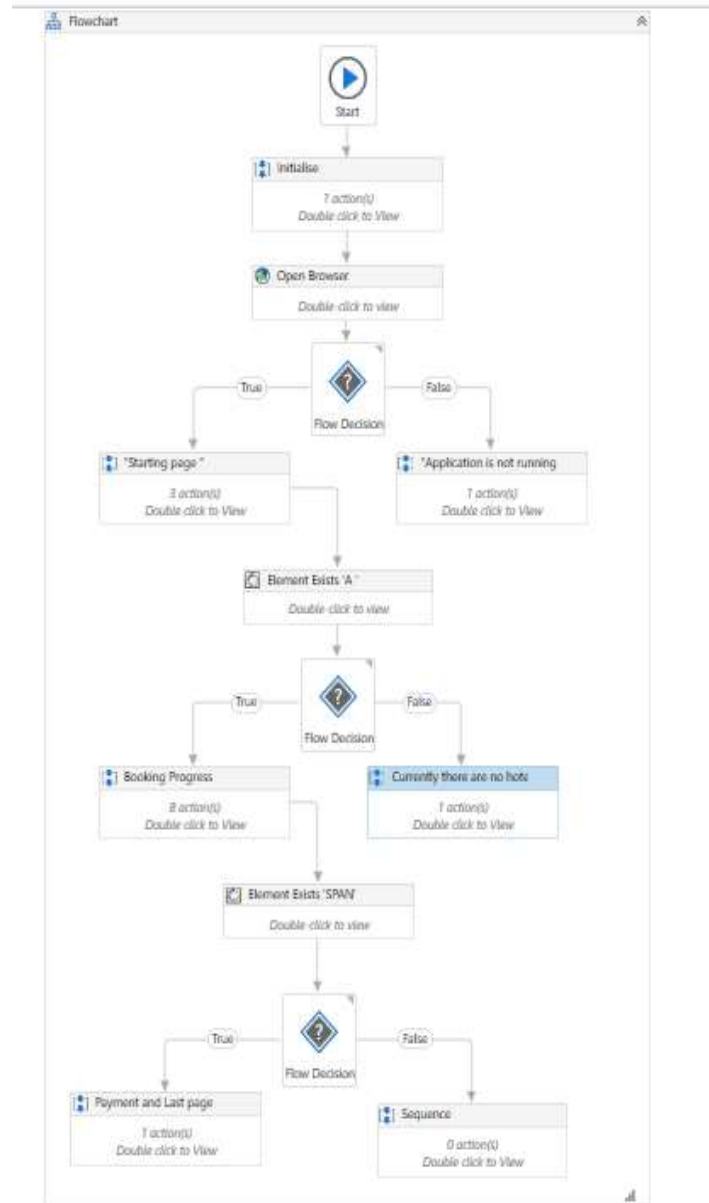 Flowchart
Start
Initialise
1 action(s)
Double click to View
Open Browser
Double-click to view
True
False
Flow Decision
"Starting page "
"Application is not running
3 action(s)
1 action(s)
Double click to View
Double click to View
Element Exists 'A '
Double-click to view
True
False
Flow Decision
Booking Progress
Currently there are no hote
8 action(s)
1 action(s)
Double click to View
Double click to View
Element Exists 'SPAN'
Double-click to view
True
False
Flow Decision
Payment and Last page
Sequence
1 action(s)
0 action(s)
Double click to View
Double click to View